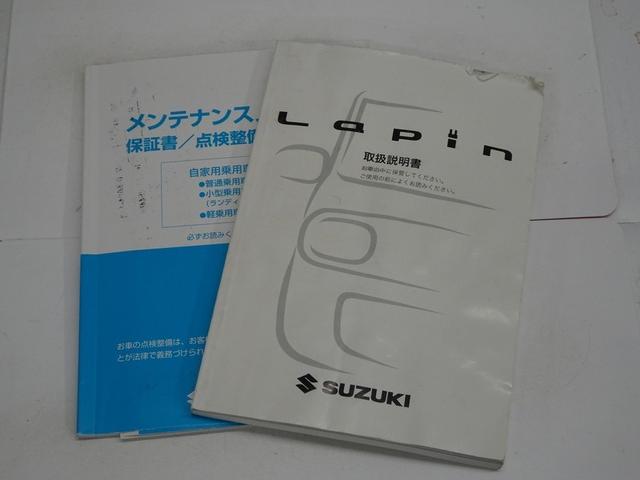 メンテナンス
保証書／点検整備
自家用乗用
●普通乗用
●小型乗用
(ランディ
●軽乗用
必ずお読み
お車の点検整備は、お客
とが法律で義務づけられ
Lapin
取扱説明書
お車の中に保管してください。
ご使用の前によくお読みください。
SUZUKI